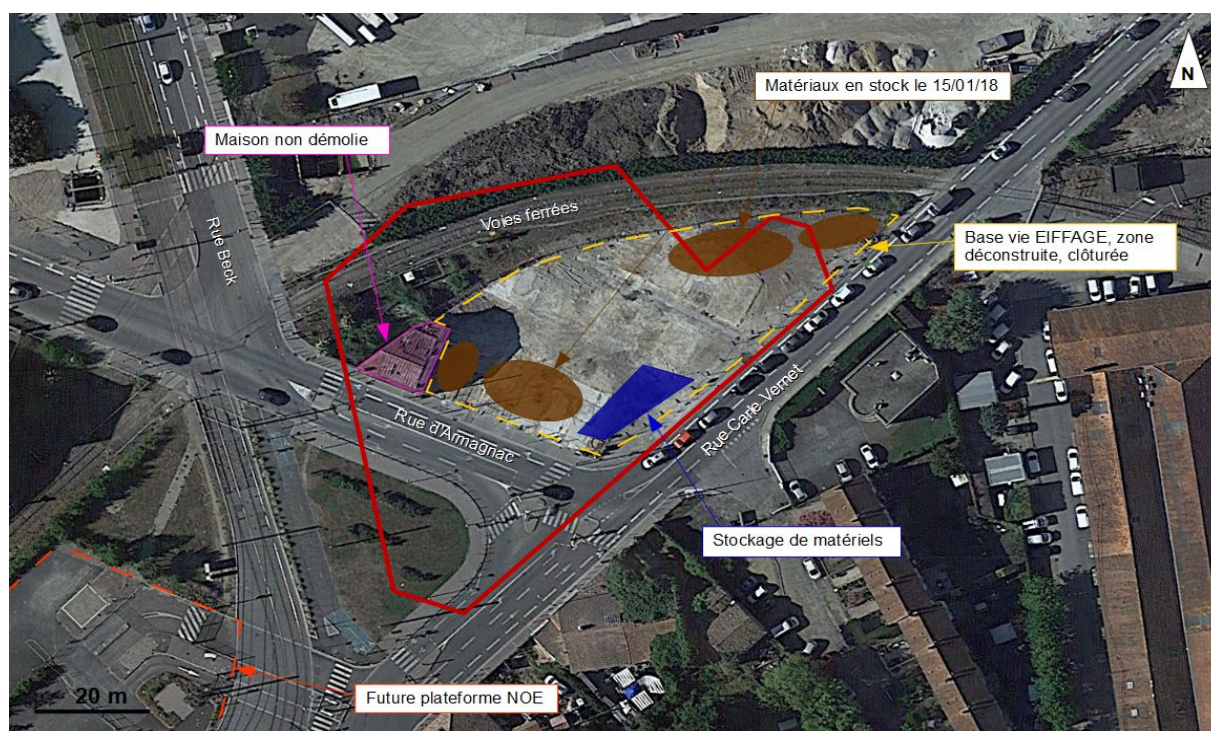 Matériaux en stock le 15/01/18
N
Maison non démolie
Voies ferrées
Rue Beck
Base vie EIFFAGE, zone
déconstruite, clôturée
Rue d'Armagnac
Rue Carle Vernet
Stockage de matériels
Future plateforme NOE
20 m